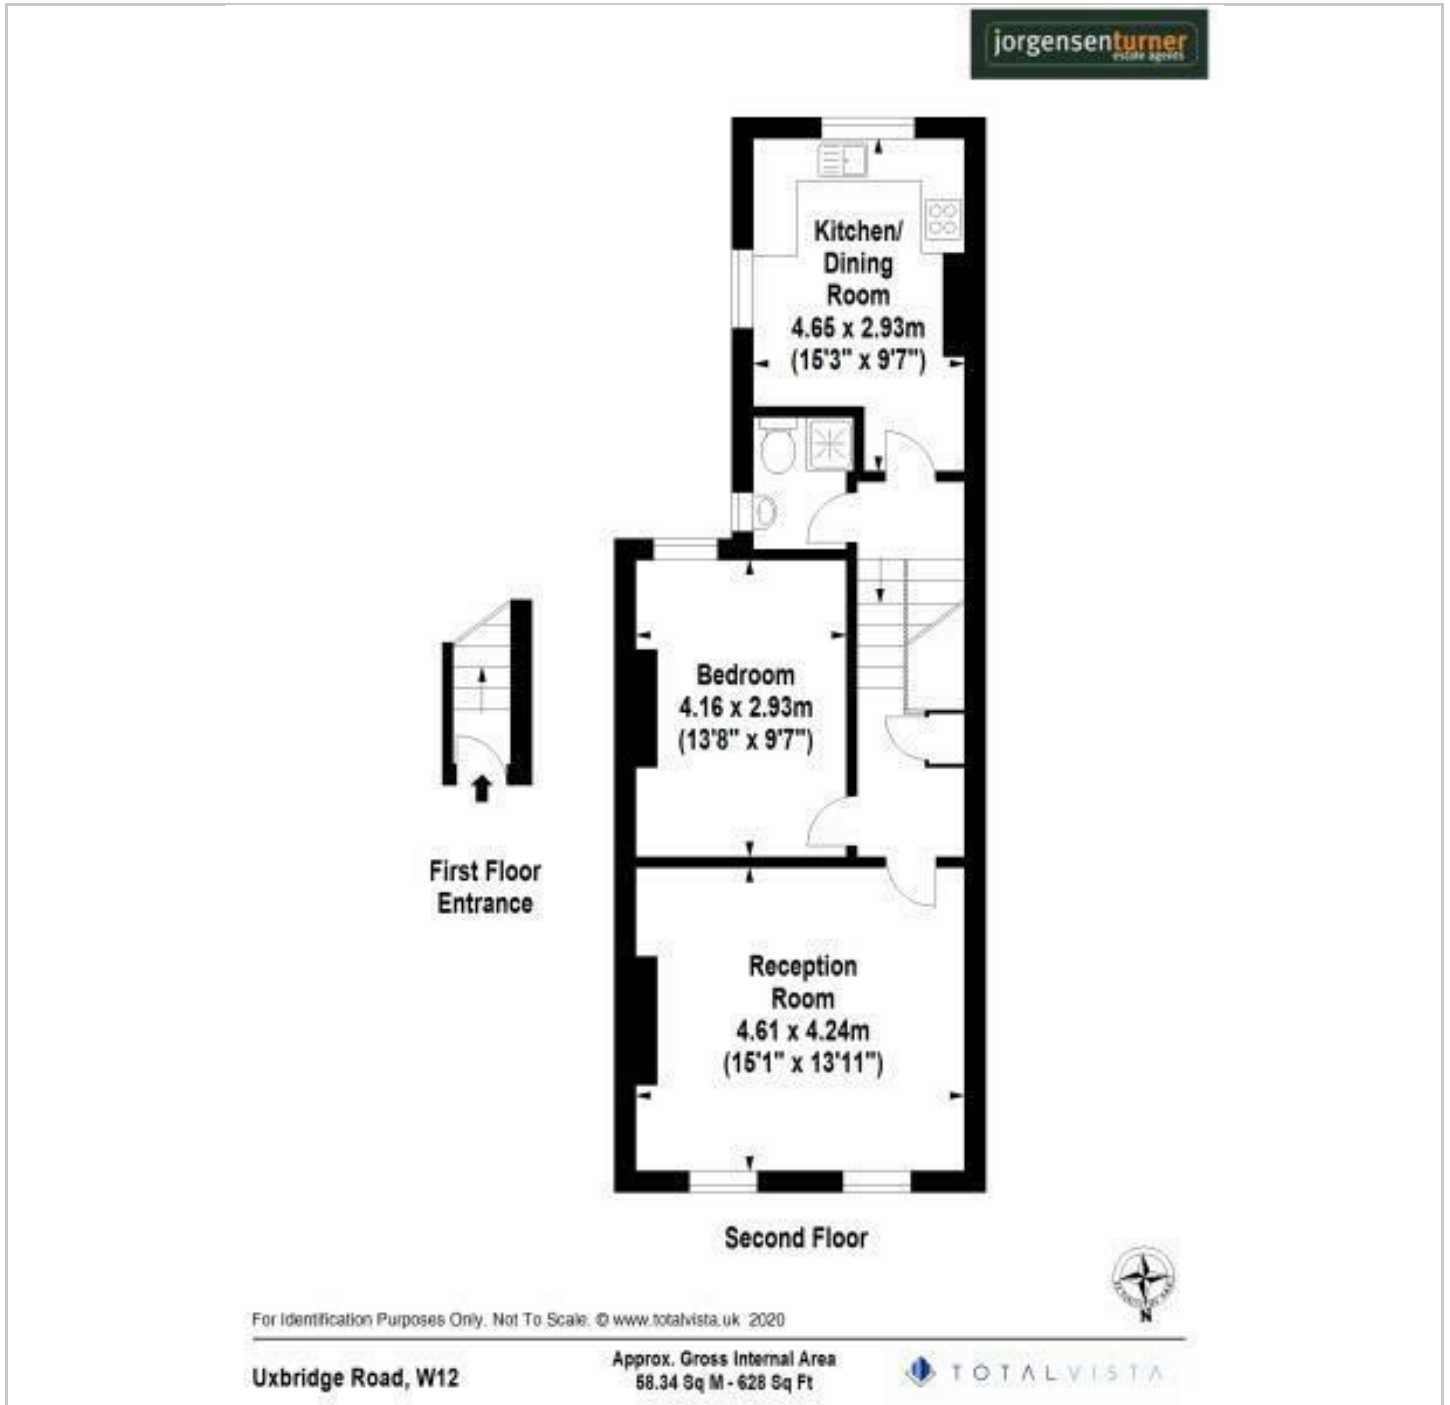 jorgensenturner
estate agents
Kitchen/
Dining
Room
4.65 x 2.93m
(15'3" x 9'7")
Bedroom
4.16 x 2.93m
(13'8" x 9'7")
First Floor
Entrance
Reception
Room
4.61 x 4.24m
(15'1" x 13'11")
Second Floor
N
For Identification Purposes Only. Not To Scale. © www.totalvista.uk 2020
Uxbridge Road, W12
Approx. Gross Internal Area
58.34 Sq M - 628 Sq Ft
TOTALVISTA